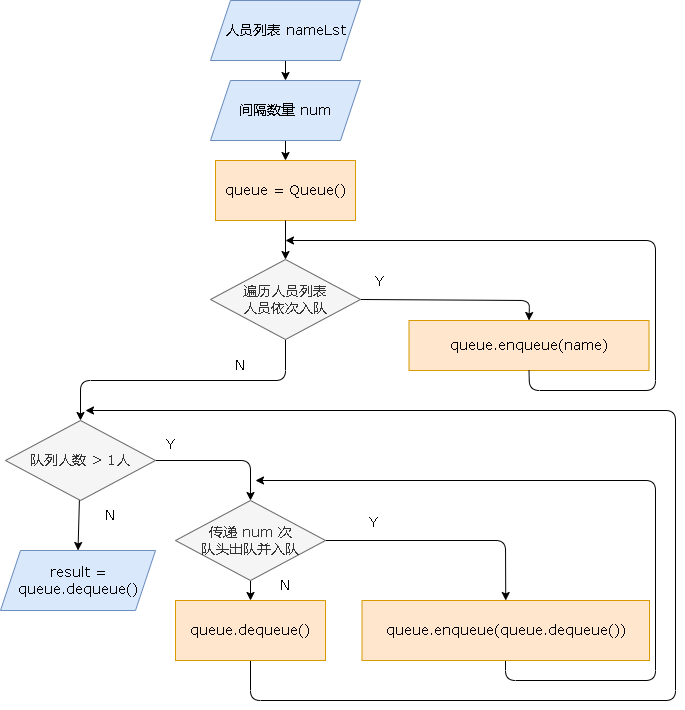 人员列表 nameLst
间隔数量 num
queue = Queue()
遍历人员列表
人员依次入队
Y
queue.enqueue(name)
N
队列人数 > 1人
Y
N
传递 num 次
队头出队并入队
Y
result =
queue.dequeue()
N
queue.dequeue()
queue.enqueue(queue.dequeue())